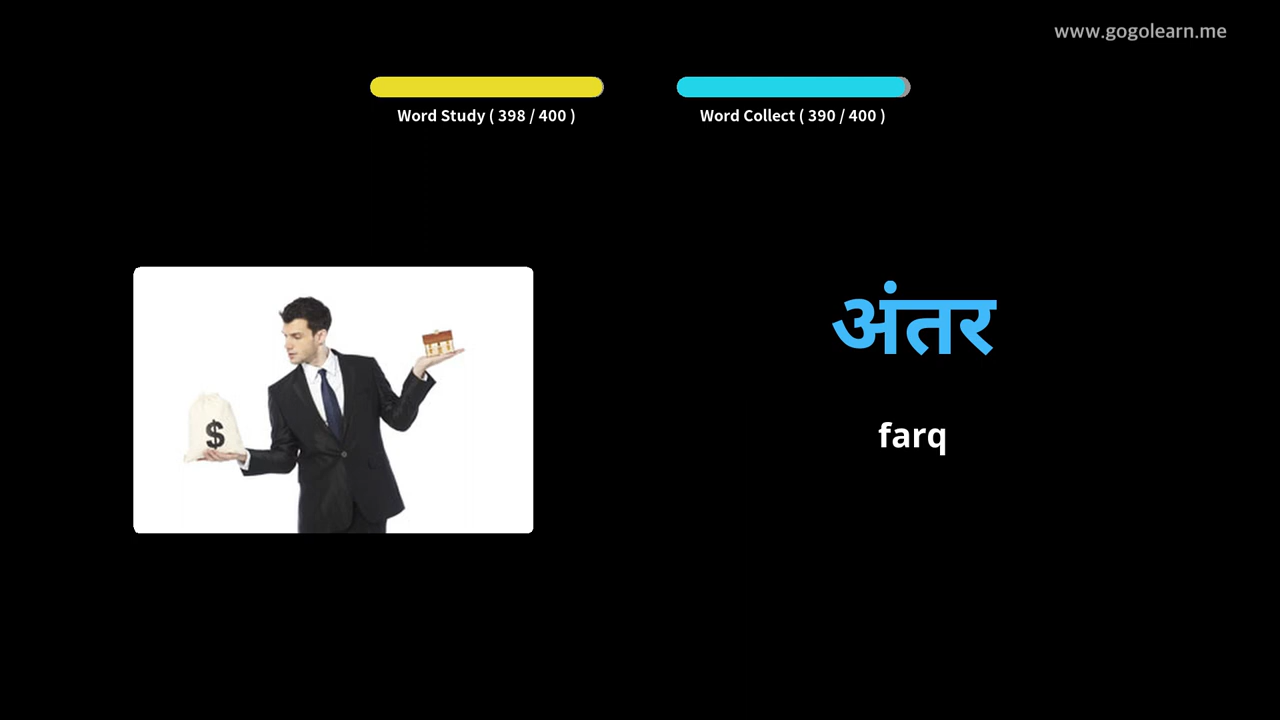 www.gogolearn.me
Word Study ( 398 / 400 )
Word Collect ( 390 / 400 )
अंतर
$
farq